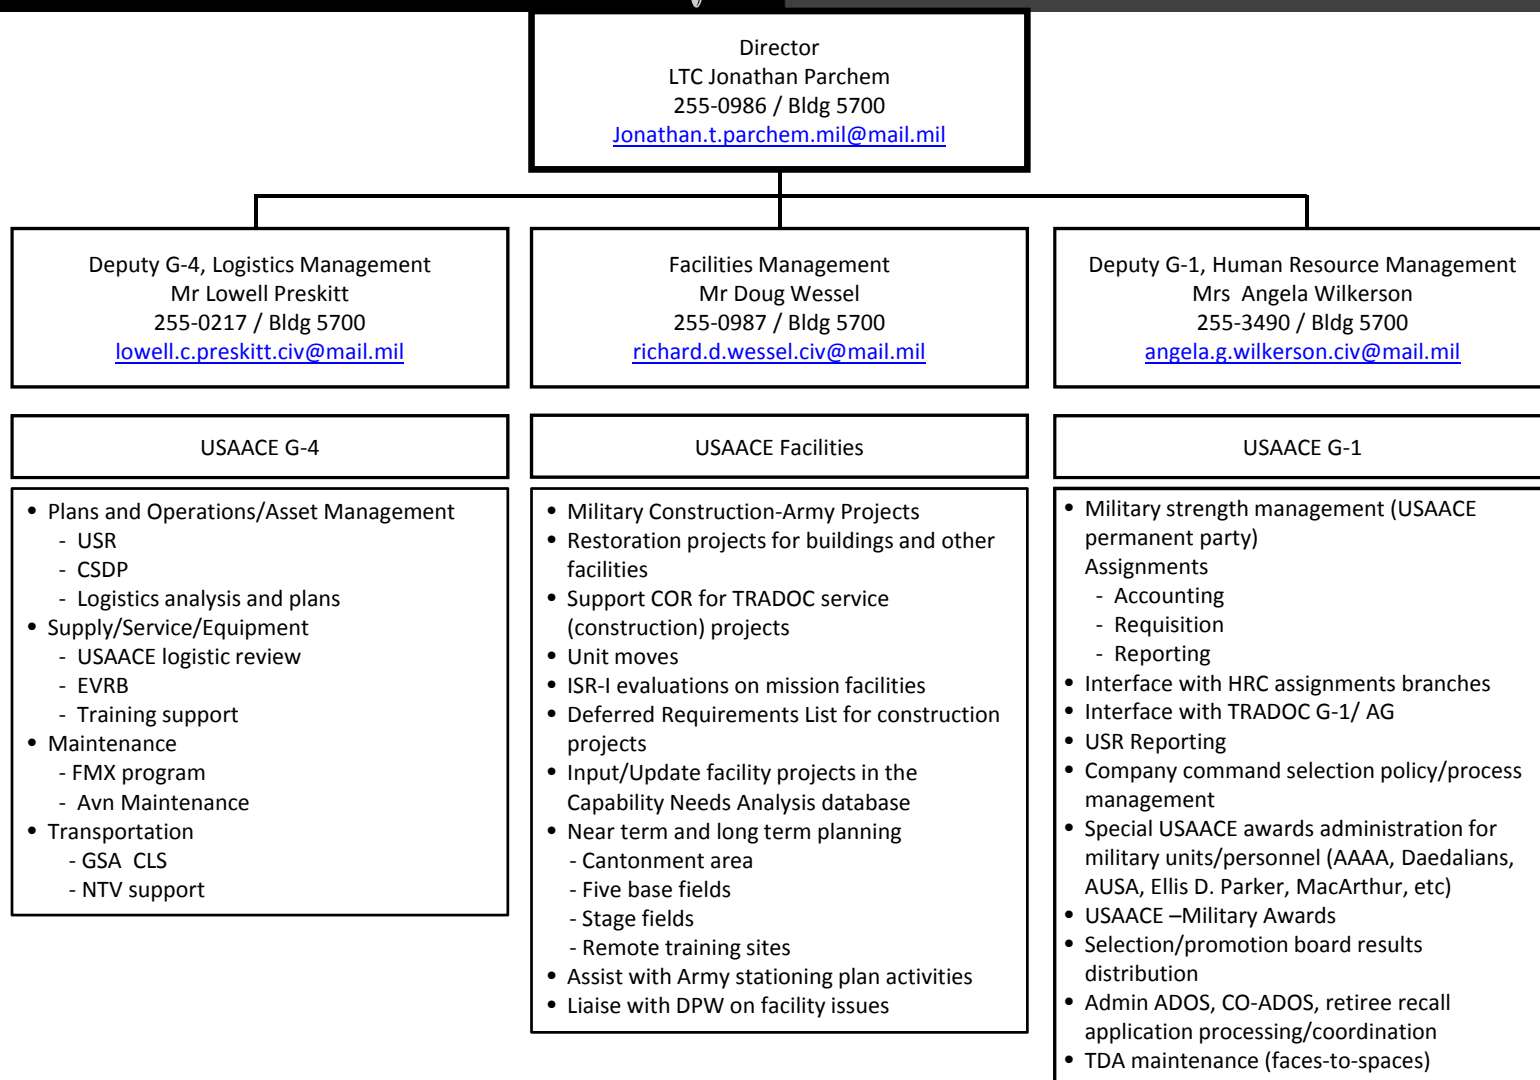 Director
LTC Jonathan Parchem
255-0986 / Bldg 5700
Jonathan.t.parchem.mil@mail.mil
Deputy G-4, Logistics Management
Mr Lowell Preskitt
255-0217 / Bldg 5700
lowell.c.preskitt.civ@mail.mil
Facilities Management
Mr Doug Wessel
255-0987 / Bldg 5700
richard.d.wessel.civ@mail.mil
Deputy G-1, Human Resource Management
Mrs  Angela Wilkerson
255-3490 / Bldg 5700
angela.g.wilkerson.civ@mail.mil
USAACE G-4
• Plans and Operations/Asset Management
- USR
- CSDP
- Logistics analysis and plans
• Supply/Service/Equipment
- USAACE logistic review
- EVRB
- Training support
• Maintenance
- FMX program
- Avn Maintenance
• Transportation
- GSA  CLS
- NTV support
USAACE Facilities
• Military Construction-Army Projects
• Restoration projects for buildings and other
facilities
• Support COR for TRADOC service
(construction) projects
• Unit moves
• ISR-I evaluations on mission facilities
• Deferred Requirements List for construction
projects
• Input/Update facility projects in the
Capability Needs Analysis database
• Near term and long term planning
- Cantonment area
- Five base fields
- Stage fields
- Remote training sites
• Assist with Army stationing plan activities
• Liaise with DPW on facility issues
USAACE G-1
• Military strength management (USAACE
permanent party)
Assignments
- Accounting
- Requisition
- Reporting
• Interface with HRC assignments branches
• Interface with TRADOC G-1/ AG
• USR Reporting
• Company command selection policy/process
management
• Special USAACE awards administration for
military units/personnel (AAAA, Daedalians,
AUSA, Ellis D. Parker, MacArthur, etc)
• USAACE –Military Awards
• Selection/promotion board results
distribution
• Admin ADOS, CO-ADOS, retiree recall
application processing/coordination
• TDA maintenance (faces-to-spaces)